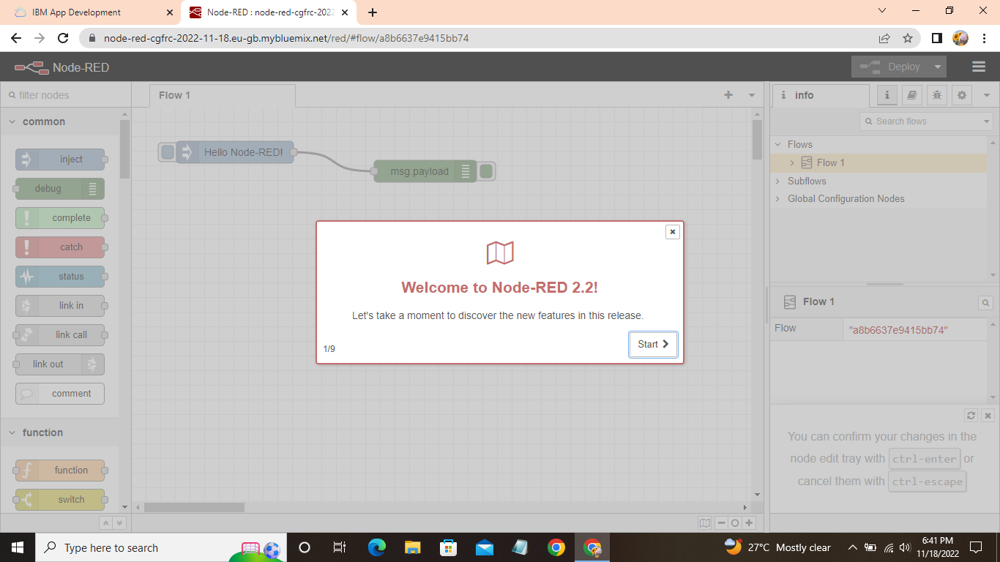 IBM App Development
Node-RED : node-red-cgfrc-2022
node-red-cgfrc-2022-11-18.eu-gb.mybluemix.net/red/#flow/a8b6637e9415bb74
Node-RED
Deploy
filter nodes
common
inject
debug
complete
catch
status
link in
link call
link out
comment
function
function
switch
Flow 1
Hello Node-RED!
msg.payload
Welcome to Node-RED 2.2!
Let's take a moment to discover the new features in this release.
1/9
Start
i info
i
Search flows
Flows
Flow 1
Subflows
Global Configuration Nodes
Flow 1
Flow "a8b6637e9415bb74"
You can confirm your changes in the
node edit tray with ctrl-enter or
cancel them with ctrl-escape
Type here to search
27°C Mostly clear
6:41 PM
11/18/2022